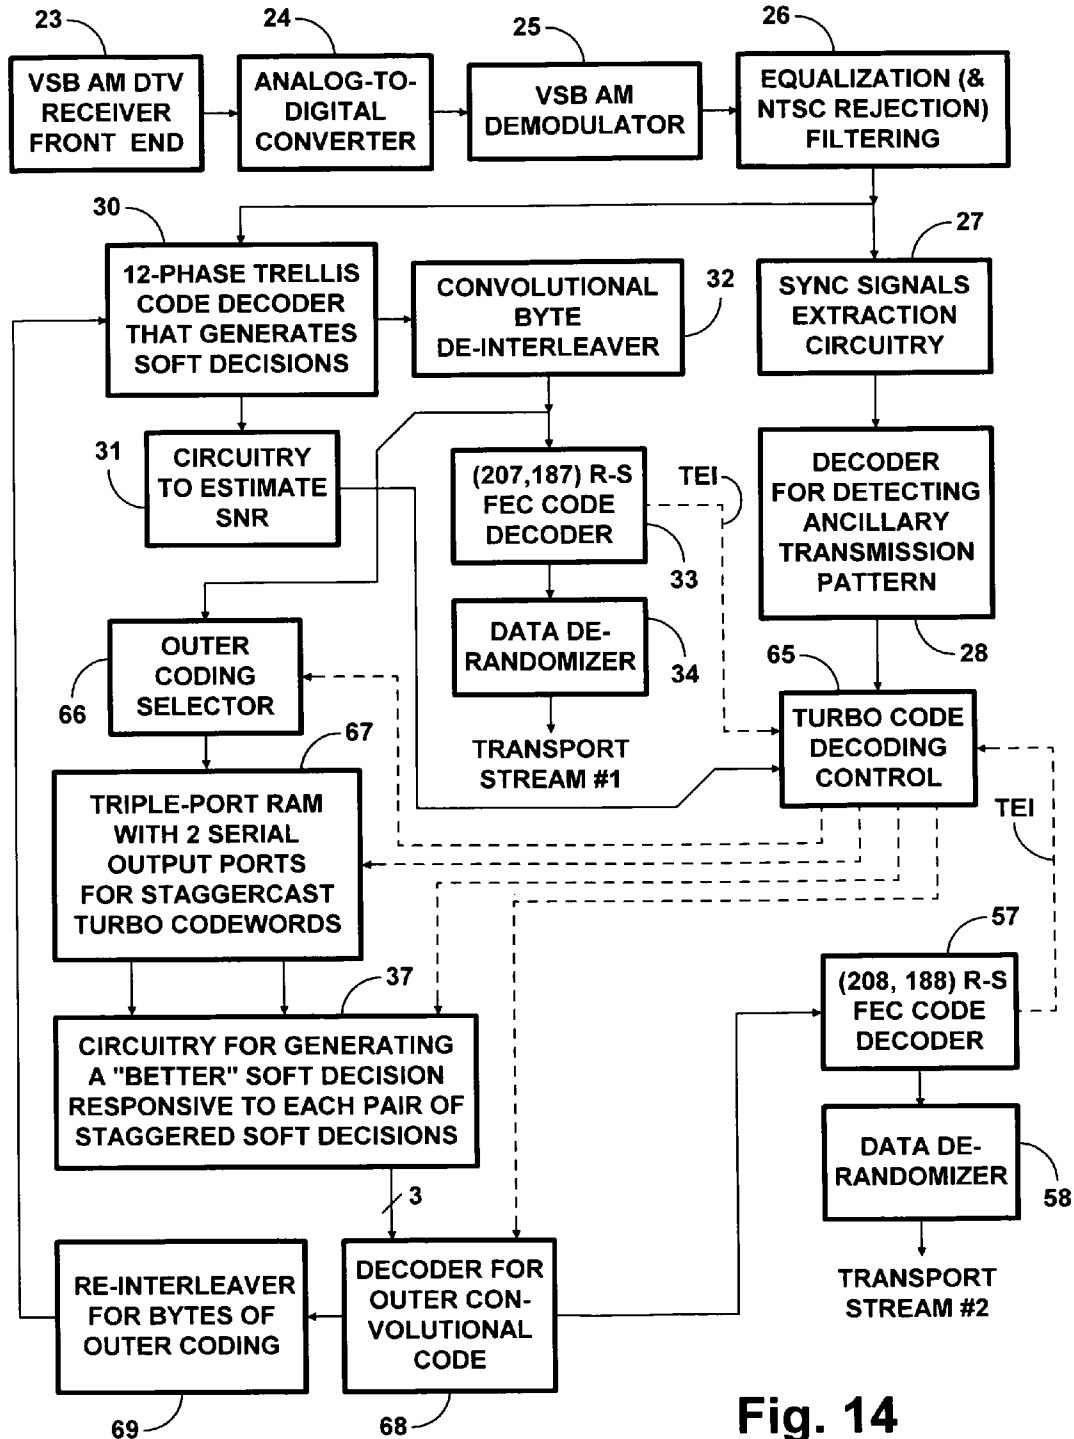 23
VSB AM DTV
RECEIVER
FRONT END
24
ANALOG-TO-
DIGITAL
CONVERTER
25
VSB AM
DEMODULATOR
26
EQUALIZATION (&
NTSC REJECTION)
FILTERING
30
12-PHASE TRELLIS
CODE DECODER
THAT GENERATES
SOFT DECISIONS
32
CONVOLUTIONAL
BYTE
DE-INTERLEAVER
27
SYNC SIGNALS
EXTRACTION
CIRCUITRY
31
CIRCUITRY
TO ESTIMATE
SNR
(207,187) R-S
FEC CODE
DECODER
33
TEI
DECODER
FOR DETECTING
ANCILLARY
TRANSMISSION
PATTERN
28
DATA DE-
RANDOMIZER
34
TRANSPORT
STREAM #1
OUTER
CODING
SELECTOR
66
65
TURBO CODE
DECODING
CONTROL
TEI
67
TRIPLE-PORT RAM
WITH 2 SERIAL
OUTPUT PORTS
FOR STAGGERCAST
TURBO CODEWORDS
37
CIRCUITRY FOR GENERATING
A "BETTER" SOFT DECISION
RESPONSIVE TO EACH PAIR OF
STAGGERED SOFT DECISIONS
3
57
(208, 188) R-S
FEC CODE
DECODER
DATA DE-
RANDOMIZER
58
TRANSPORT
STREAM #2
RE-INTERLEAVER
FOR BYTES OF
OUTER CODING
69
DECODER FOR
OUTER CON-
VOLUTIONAL
CODE
68
Fig. 14